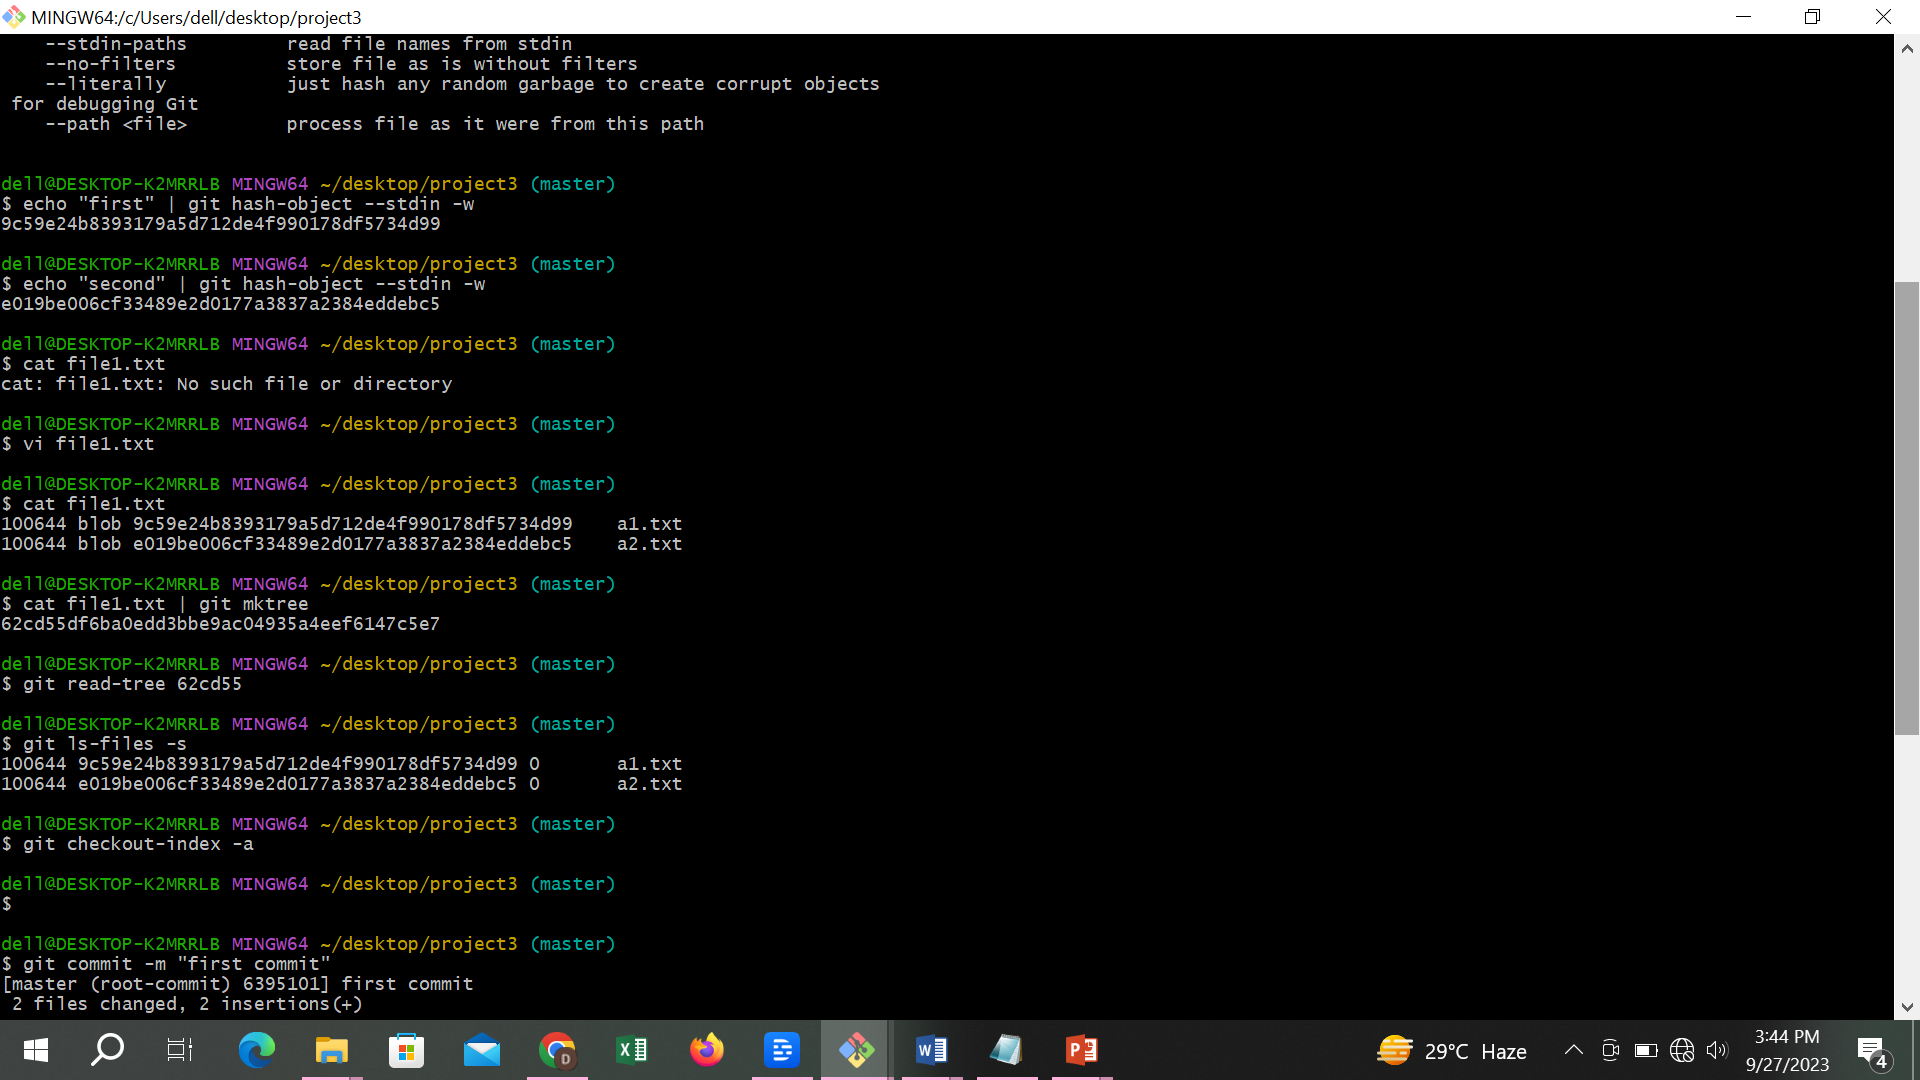 MINGW64:/c/Users/dell/desktop/project3
    --stdin-paths         read file names from stdin
    --no-filters          store file as is without filters
    --literally           just hash any random garbage to create corrupt objects
 for debugging Git
    --path <file>         process file as it were from this path
dell@DESKTOP-K2MRRLB MINGW64 ~/desktop/project3 (master)
$ echo "first" | git hash-object --stdin -w
9c59e24b8393179a5d712de4f990178df5734d99
dell@DESKTOP-K2MRRLB MINGW64 ~/desktop/project3 (master)
$ echo "second" | git hash-object --stdin -w
e019be006cf33489e2d0177a3837a2384eddebc5
dell@DESKTOP-K2MRRLB MINGW64 ~/desktop/project3 (master)
$ cat file1.txt
cat: file1.txt: No such file or directory
dell@DESKTOP-K2MRRLB MINGW64 ~/desktop/project3 (master)
$ vi file1.txt
dell@DESKTOP-K2MRRLB MINGW64 ~/desktop/project3 (master)
$ cat file1.txt
100644 blob 9c59e24b8393179a5d712de4f990178df5734d99    a1.txt
100644 blob e019be006cf33489e2d0177a3837a2384eddebc5    a2.txt
dell@DESKTOP-K2MRRLB MINGW64 ~/desktop/project3 (master)
$ cat file1.txt | git mktree
62cd55df6ba0edd3bbe9ac04935a4eef6147c5e7
dell@DESKTOP-K2MRRLB MINGW64 ~/desktop/project3 (master)
$ git read-tree 62cd55
dell@DESKTOP-K2MRRLB MINGW64 ~/desktop/project3 (master)
$ git ls-files -s
100644 9c59e24b8393179a5d712de4f990178df5734d99 0       a1.txt
100644 e019be006cf33489e2d0177a3837a2384eddebc5 0       a2.txt
dell@DESKTOP-K2MRRLB MINGW64 ~/desktop/project3 (master)
$ git checkout-index -a
dell@DESKTOP-K2MRRLB MINGW64 ~/desktop/project3 (master)
$
dell@DESKTOP-K2MRRLB MINGW64 ~/desktop/project3 (master)
$ git commit -m "first commit"
[master (root-commit) 6395101] first commit
 2 files changed, 2 insertions(+)
29°C Haze
3:44 PM
9/27/2023
4